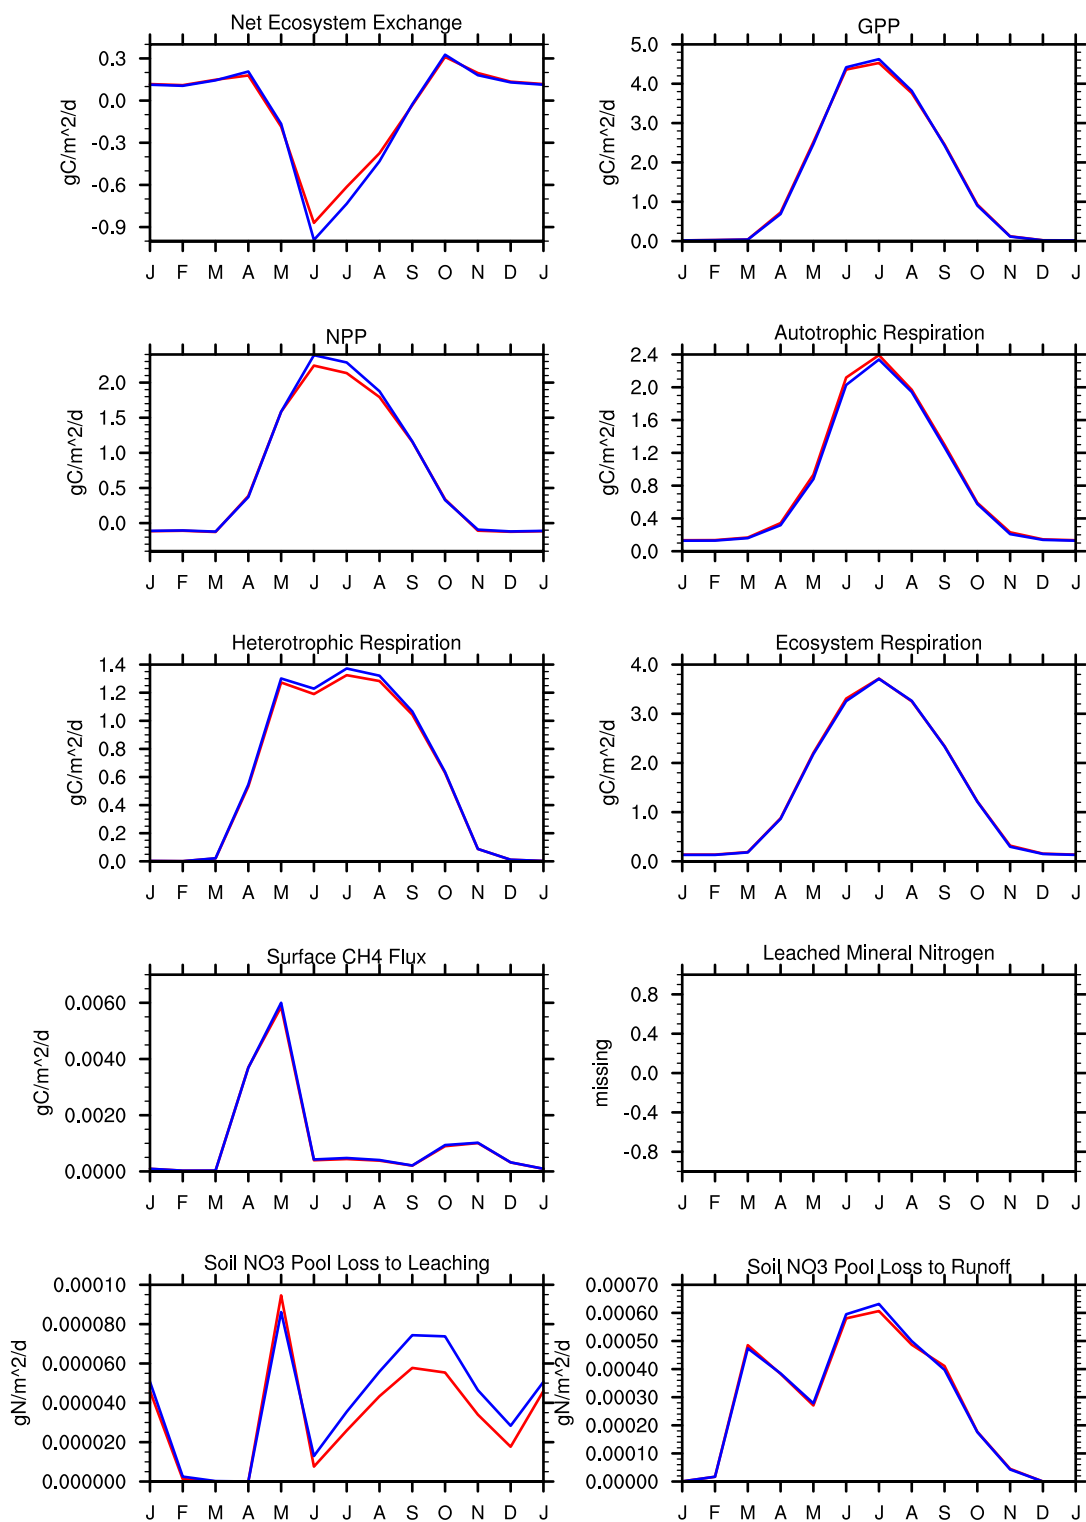 Net Ecosystem Exchange
gC/m^2/d
0.3
0.0
-0.3
-0.6
-0.9
J F M A M J J A S O N D J
GPP
gC/m^2/d
5.0
4.0
3.0
2.0
1.0
0.0
J F M A M J J A S O N D J
NPP
gC/m^2/d
2.0
1.5
1.0
0.5
0.0
J F M A M J J A S O N D J
Autotrophic Respiration
gC/m^2/d
2.4
2.0
1.6
1.2
0.8
0.4
0.0
J F M A M J J A S O N D J
Heterotrophic Respiration
gC/m^2/d
1.4
1.2
1.0
0.8
0.6
0.4
0.2
0.0
J F M A M J J A S O N D J
Ecosystem Respiration
gC/m^2/d
4.0
3.0
2.0
1.0
0.0
J F M A M J J A S O N D J
Surface CH4 Flux
gC/m^2/d
0.0060
0.0040
0.0020
0.0000
J F M A M J J A S O N D J
Leached Mineral Nitrogen
missing
0.8
0.4
0.0
-0.4
-0.8
J F M A M J J A S O N D J
Soil NO3 Pool Loss to Leaching
gN/m^2/d
0.00010
0.000080
0.000060
0.000040
0.000020
0.000000
J F M A M J J A S O N D J
Soil NO3 Pool Loss to Runoff
gN/m^2/d
0.00070
0.00060
0.00050
0.00040
0.00030
0.00020
0.00010
0.00000
J F M A M J J A S O N D J